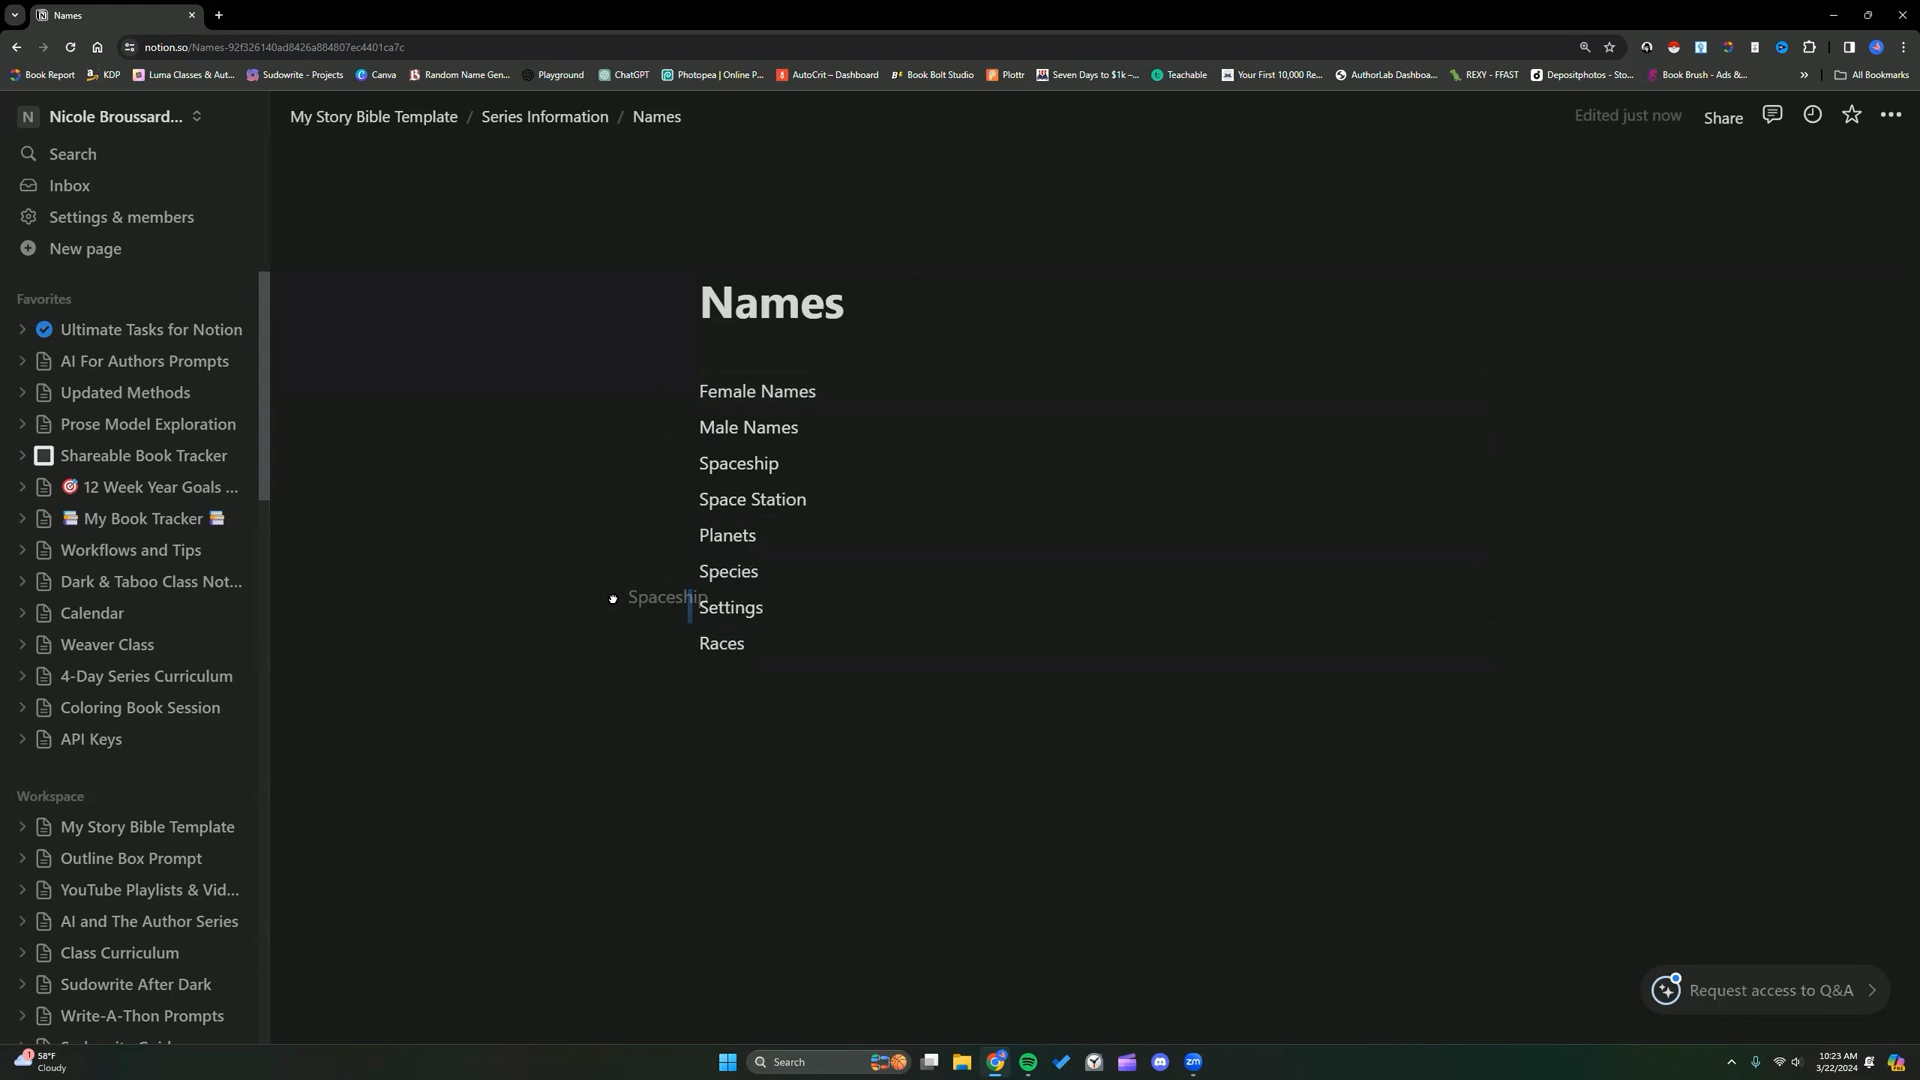 Names
notion.so/Names-92f326140ad8426a884807ec4401ca7c
Book Report
KDP
Luma Classes & Aut...
Sudowrite - Projects
Canva
Random Name Gen...
Playground
ChatGPT
Photopea | Online P...
AutoCrit – Dashboard
Book Bolt Studio
Plottr
Seven Days to $1k –...
Teachable
Your First 10,000 Re...
AuthorLab Dashboa...
REXY - FFAST
Depositphotos - Sto...
Book Brush - Ads &...
All Bookmarks
N Nicole Broussard...
My Story Bible Template / Series Information / Names
Edited just now
Share
Search
Inbox
Settings & members
New page
Favorites
Ultimate Tasks for Notion
AI For Authors Prompts
Updated Methods
Prose Model Exploration
Shareable Book Tracker
12 Week Year Goals ...
My Book Tracker
Workflows and Tips
Dark & Taboo Class Not...
Calendar
Weaver Class
4-Day Series Curriculum
Coloring Book Session
API Keys
Workspace
My Story Bible Template
Outline Box Prompt
YouTube Playlists & Vid...
AI and The Author Series
Class Curriculum
Sudowrite After Dark
Write-A-Thon Prompts
Names
Female Names
Male Names
Spaceship
Space Station
Planets
Species
Spaceship
Settings
Races
Request access to Q&A
1
58°F
Cloudy
Search
zm
10:23 AM
3/22/2024